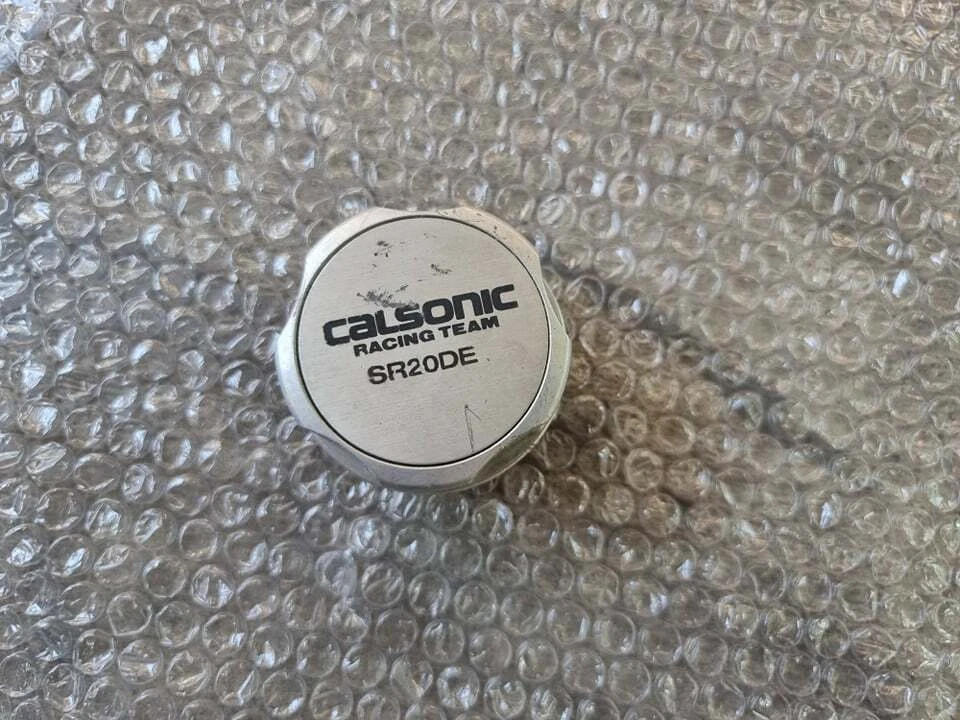 CALSONIC
RACING TEAM
SR20DE